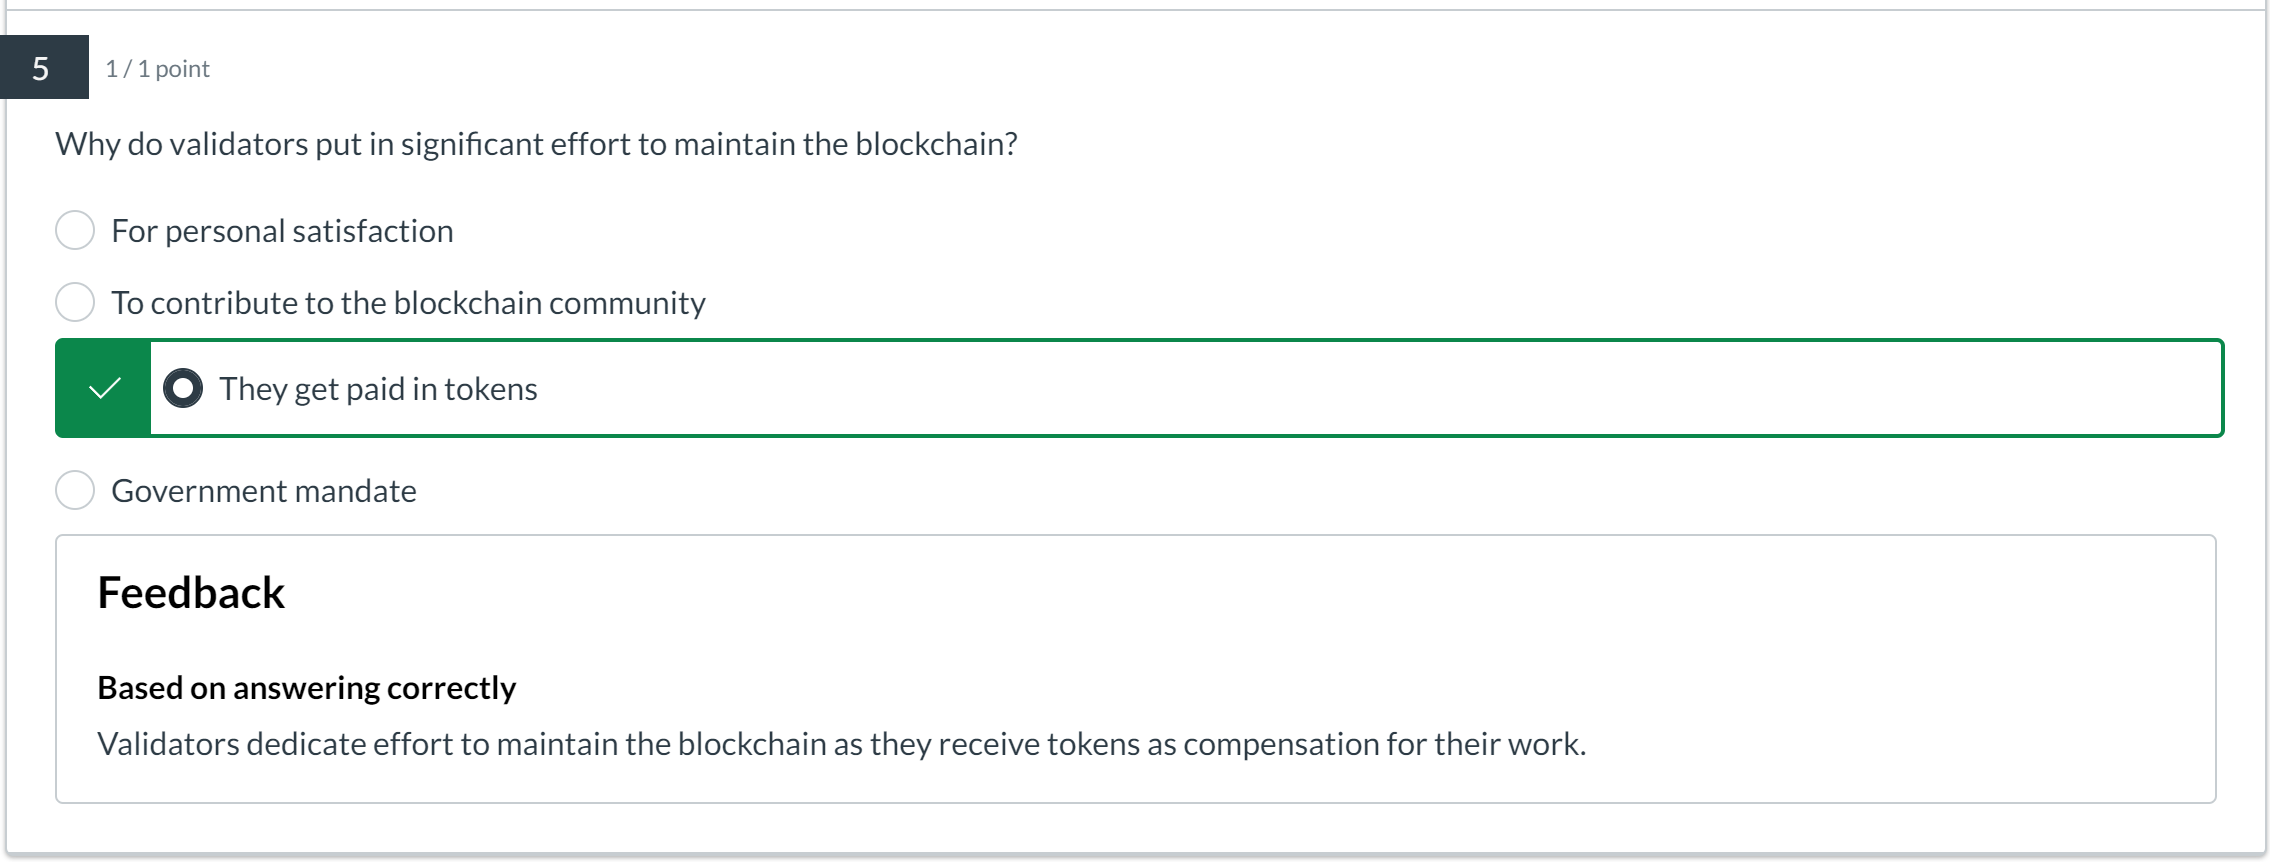 5
1 / 1 point
Why do validators put in significant effort to maintain the blockchain?
For personal satisfaction
To contribute to the blockchain community
They get paid in tokens
Government mandate
Feedback
Based on answering correctly
Validators dedicate effort to maintain the blockchain as they receive tokens as compensation for their work.